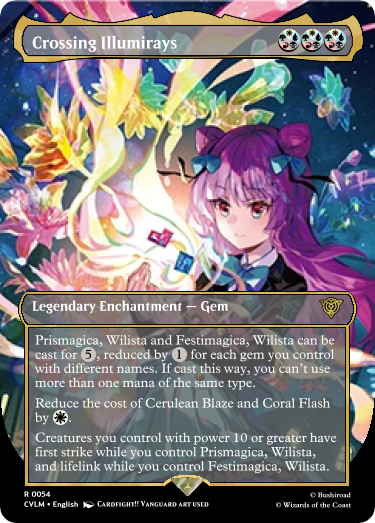 Crossing Illumirays
Legendary Enchantment — Gem
Prismagica, Wilista and Festimagica, Wilista can be
cast for 5, reduced by 1 for each gem you control
with different names. If cast this way, you can't use
more than one mana of the same type.
Reduce the cost of Cerulean Blaze and Coral Flash
by .
Creatures you control with power 10 or greater have
first strike while you control Prismagica, Wilista,
and lifelink while you control Festimagica, Wilista.
R 0054
© Bushiroad
CVLM • English CARDFIGHT!! VANGUARD ART USED
© Wizards of the Coast